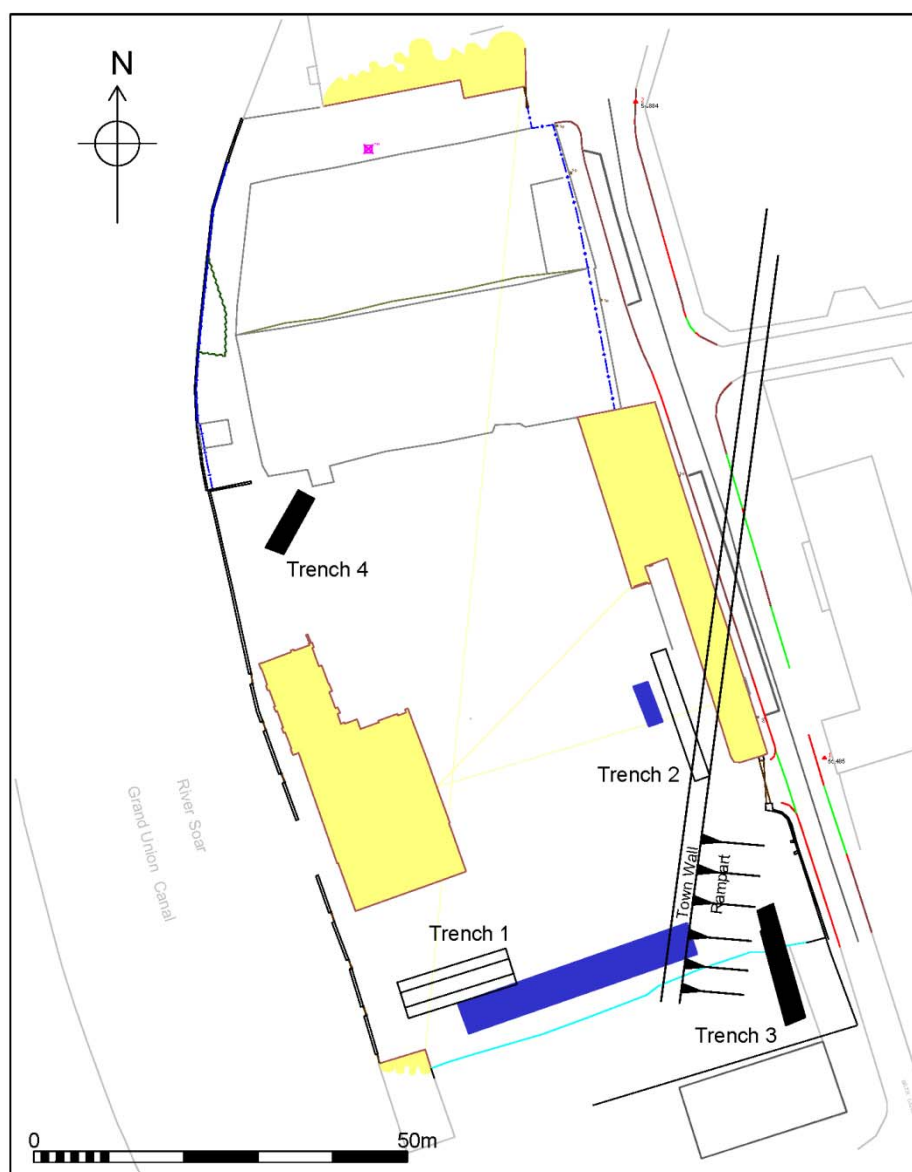 N
Trench 4
Trench 2
River Soar
Grand Union Canal
Town Wall
Rampart
Trench 1
Trench 3
0
50m